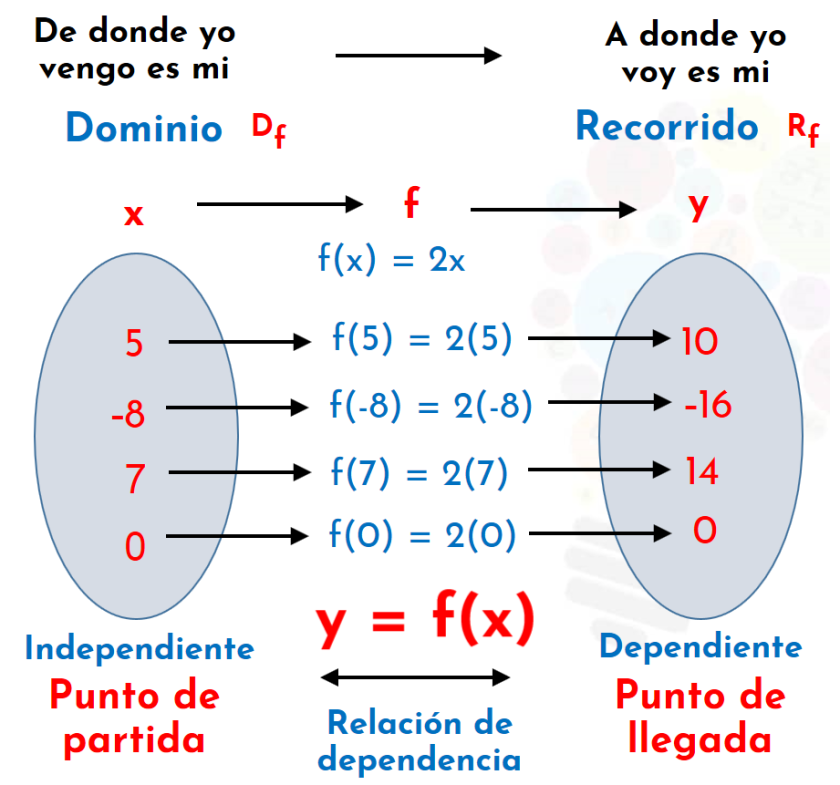 De donde yo
vengo es mi
A donde yo
voy es mi
Dominio Df
Recorrido Rf
x f y
f(x) = 2x
5 f(5) = 2(5) 10
-8 f(-8) = 2(-8) -16
7 f(7) = 2(7) 14
0 f(0) = 2(0) 0
y = f(x)
Independiente
Punto de
partida
Relación de
dependencia
Dependiente
Punto de
llegada